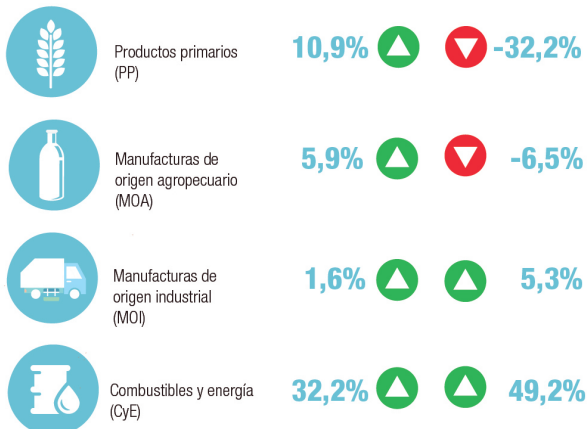 Productos primarios
(PP)
10,9%
-32,2%
Manufacturas de
origen agropecuario
(MOA)
5,9%
-6,5%
Manufacturas de
origen industrial
(MOI)
1,6%
5,3%
Combustibles y energía
(CyE)
32,2%
49,2%